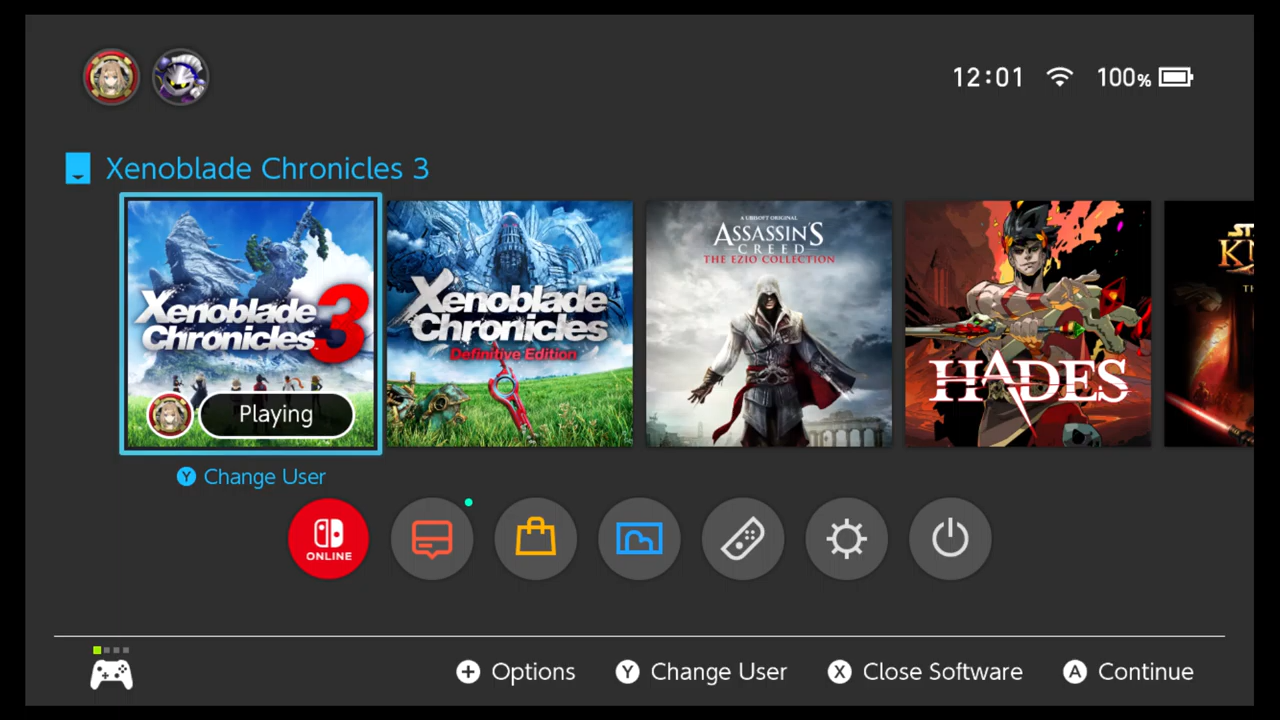 12:01
100%
Xenoblade Chronicles 3
Xenoblade
Chronicles 3
Playing
Xenoblade
Chronicles
Definitive Edition
A UBISOFT ORIGINAL
ASSASSIN'S
CREED
THE EZIO COLLECTION
HADES
Y Change User
ONLINE
+ Options
Y Change User
X Close Software
A Continue